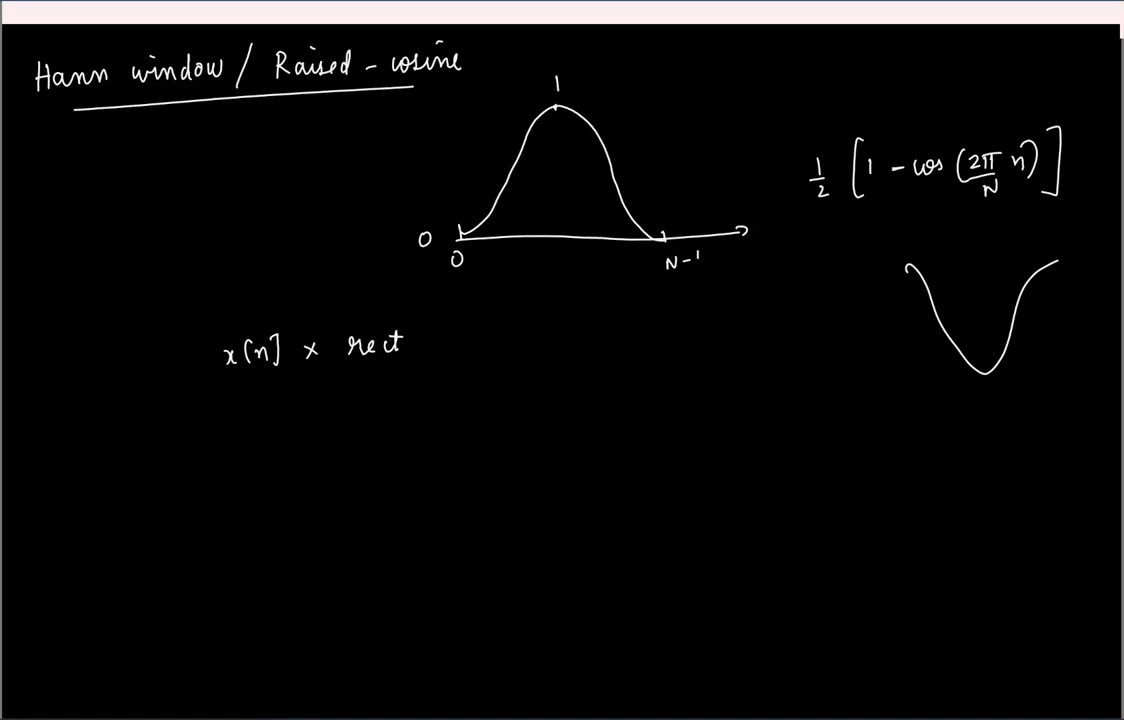 Hann window / Raised - cosine
1
1/2 [1 - cos (2π/N n)]
0
0 N-1
x[n] × rect